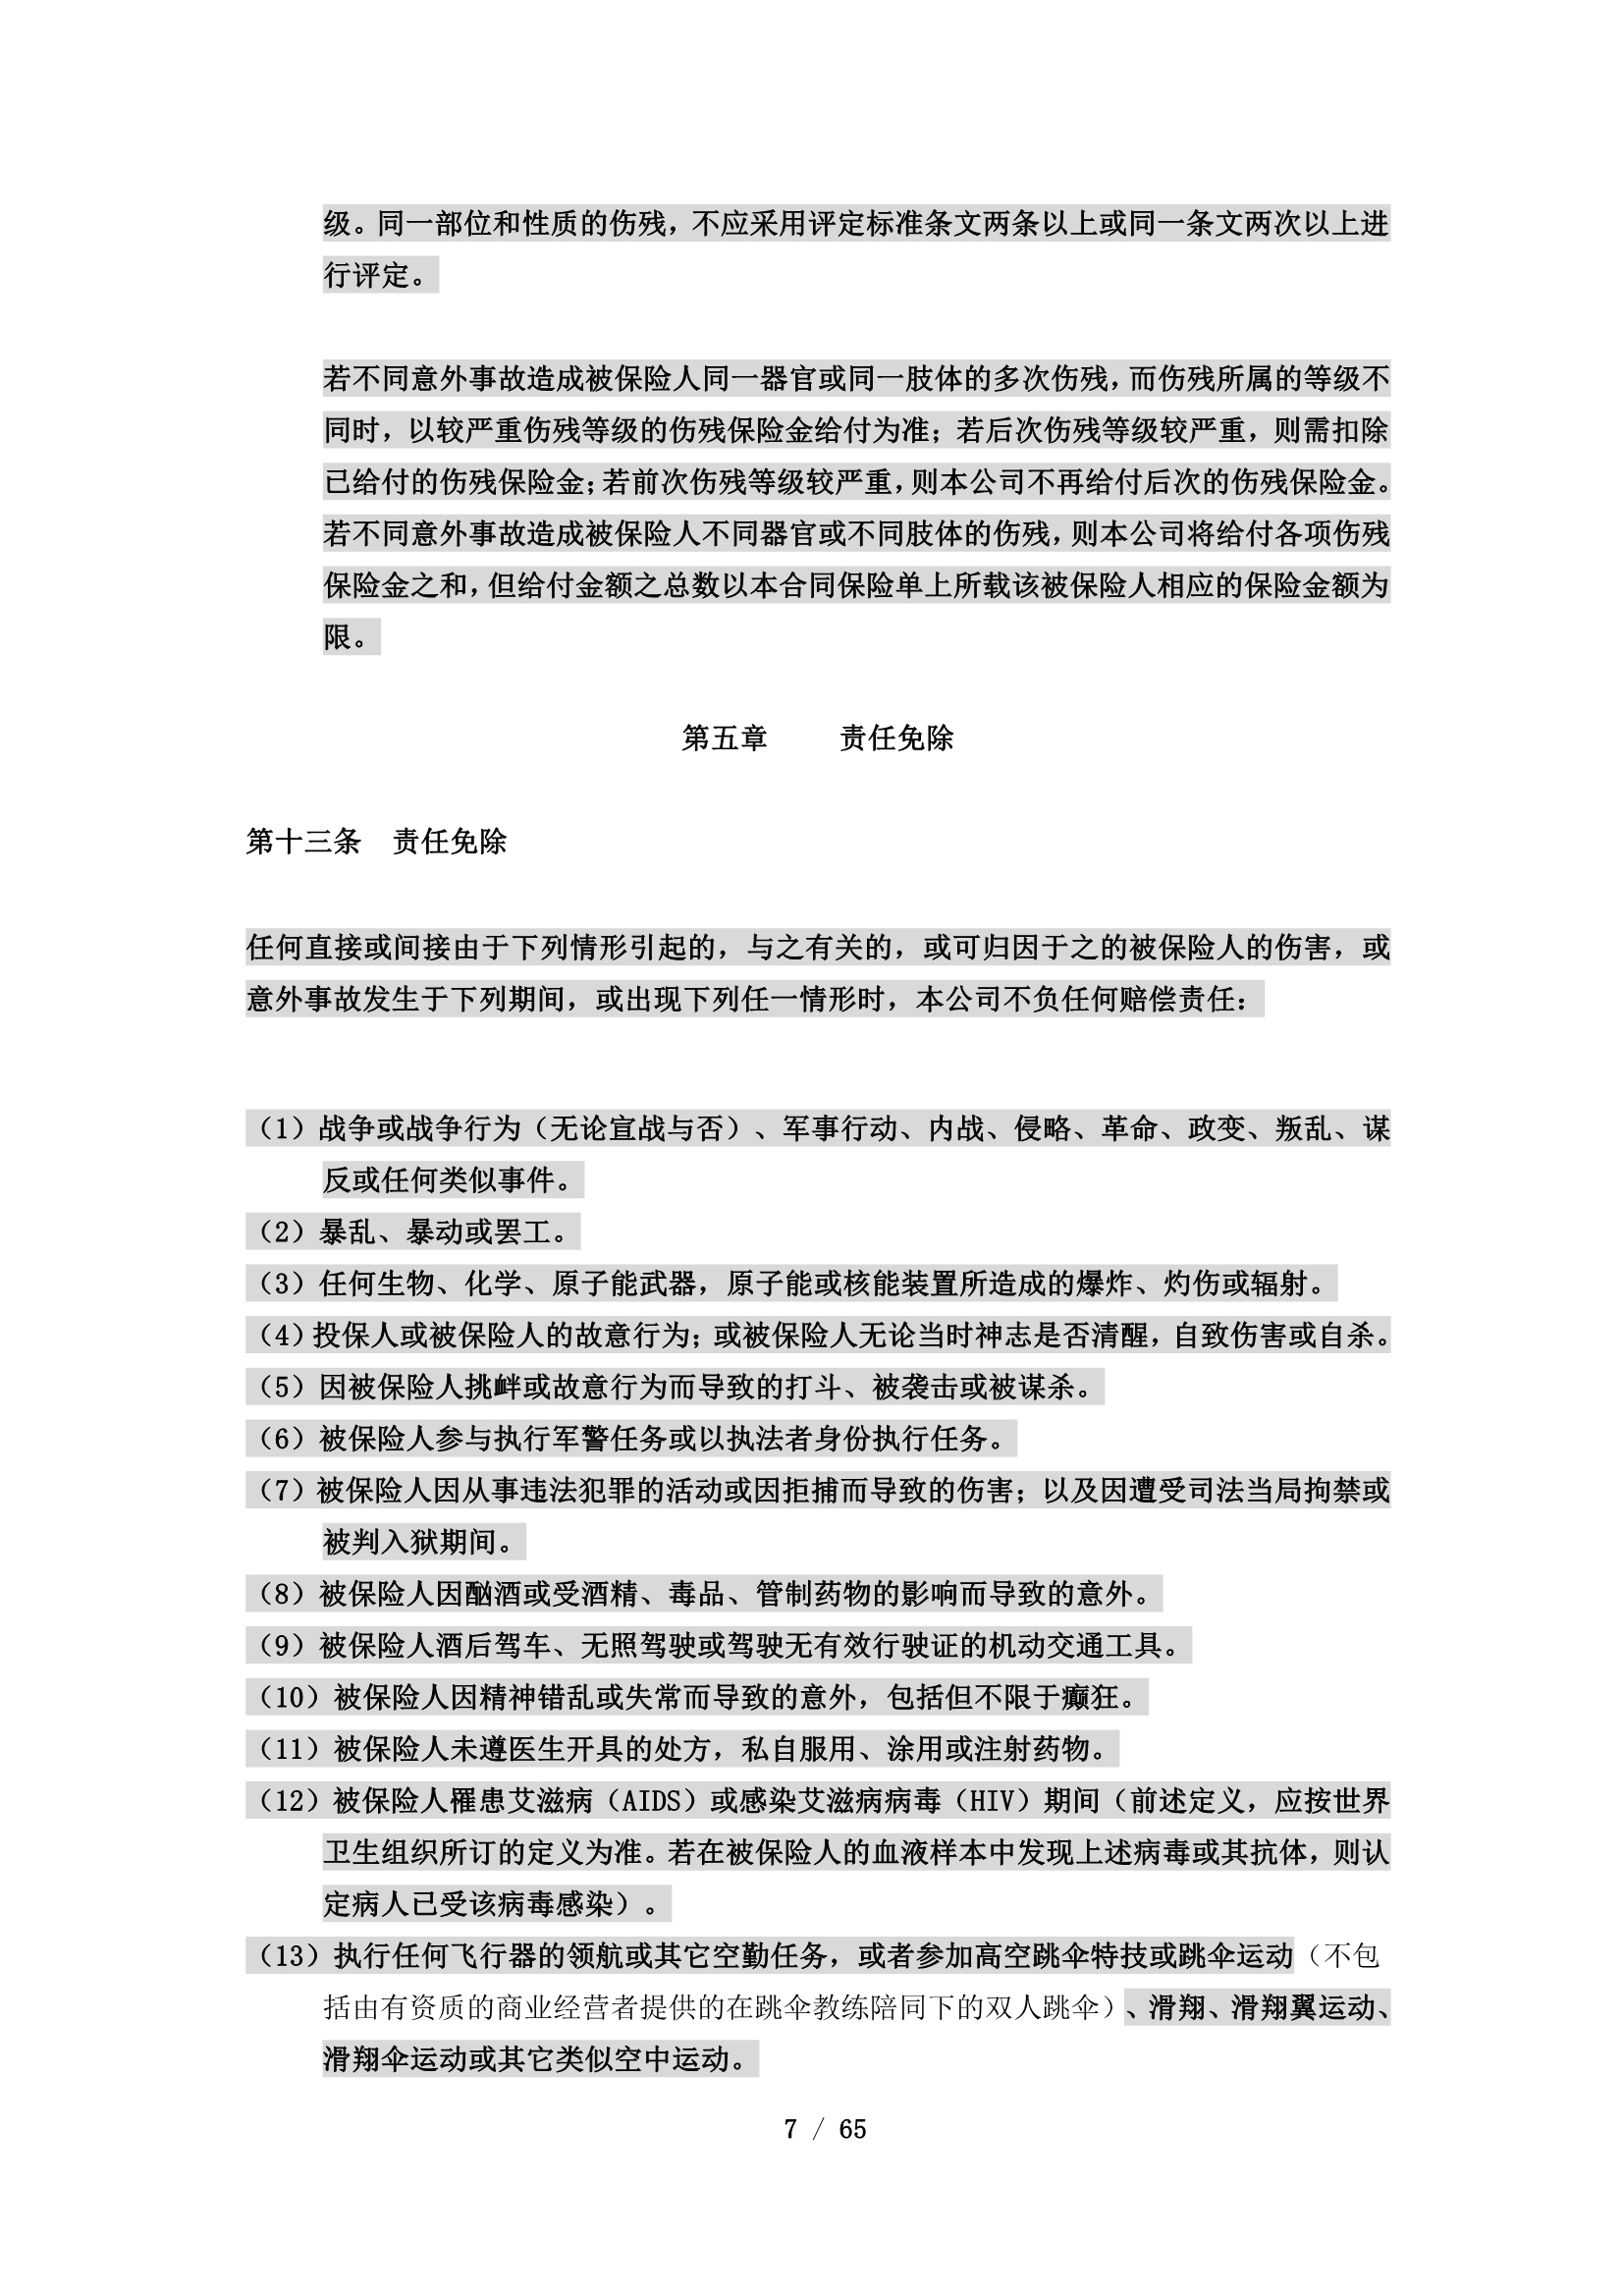 级。同一部位和性质的伤残，不应采用评定标准条文两条以上或同一条文两次以上进
行评定。
若不同意外事故造成被保险人同一器官或同一肢体的多次伤残，而伤残所属的等级不
同时，以较严重伤残等级的伤残保险金给付为准；若后次伤残等级较严重，则需扣除
已给付的伤残保险金；若前次伤残等级较严重，则本公司不再给付后次的伤残保险金。
若不同意外事故造成被保险人不同器官或不同肢体的伤残，则本公司将给付各项伤残
保险金之和，但给付金额之总数以本合同保险单上所载该被保险人相应的保险金额为
限。
第五章 责任免除
第十三条 责任免除
任何直接或间接由于下列情形引起的，与之有关的，或可归因于之的被保险人的伤害，或
意外事故发生于下列期间，或出现下列任一情形时，本公司不负任何赔偿责任：
（1）战争或战争行为（无论宣战与否）、军事行动、内战、侵略、革命、政变、叛乱、谋
反或任何类似事件。
（2）暴乱、暴动或罢工。
（3）任何生物、化学、原子能武器，原子能或核能装置所造成的爆炸、灼伤或辐射。
（4）投保人或被保险人的故意行为；或被保险人无论当时神志是否清醒，自致伤害或自杀。
（5）因被保险人挑衅或故意行为而导致的打斗、被袭击或被谋杀。
（6）被保险人参与执行军警任务或以执法者身份执行任务。
（7）被保险人因从事违法犯罪的活动或因拒捕而导致的伤害；以及因遭受司法当局拘禁或
被判入狱期间。
（8）被保险人因酗酒或受酒精、毒品、管制药物的影响而导致的意外。
（9）被保险人酒后驾车、无照驾驶或驾驶无有效行驶证的机动交通工具。
（10）被保险人因精神错乱或失常而导致的意外，包括但不限于癫狂。
（11）被保险人未遵医生开具的处方，私自服用、涂用或注射药物。
（12）被保险人罹患艾滋病（AIDS）或感染艾滋病病毒（HIV）期间（前述定义，应按世界
卫生组织所订的定义为准。若在被保险人的血液样本中发现上述病毒或其抗体，则认
定病人已受该病毒感染）。
（13）执行任何飞行器的领航或其它空勤任务，或者参加高空跳伞特技或跳伞运动（不包
括由有资质的商业经营者提供的在跳伞教练陪同下的双人跳伞）、滑翔、滑翔翼运动、
滑翔伞运动或其它类似空中运动。
7 / 65